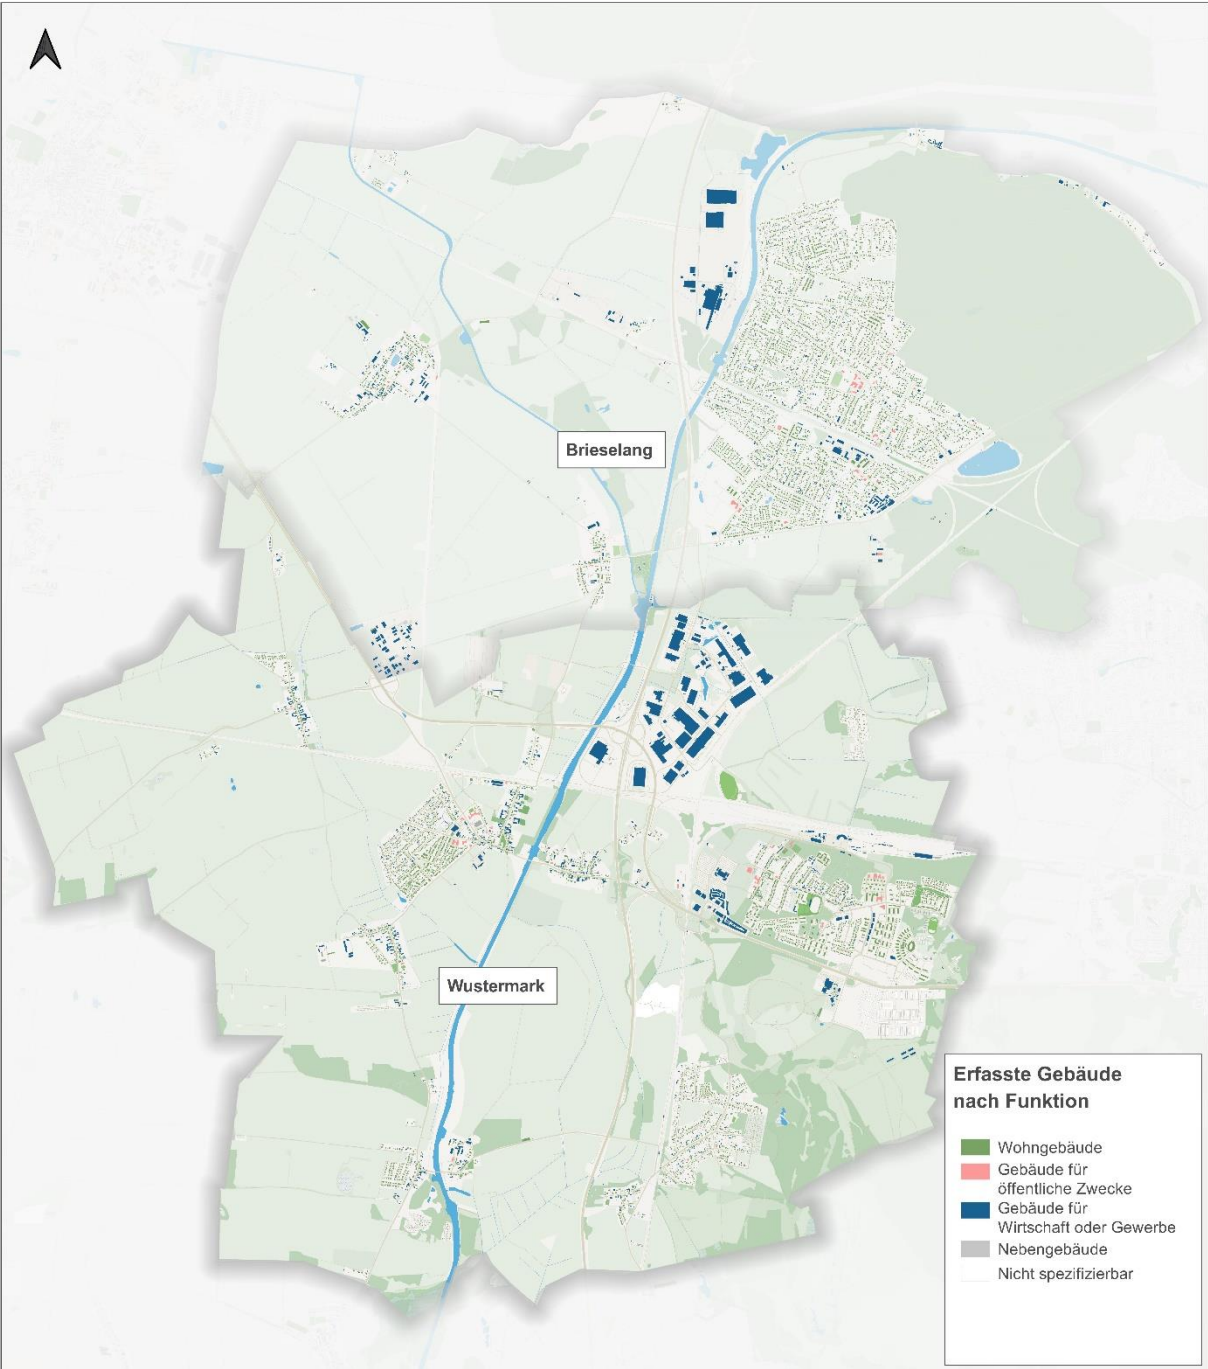 Brieselang
Wustermark
Erfasste Gebäude
nach Funktion
Wohngebäude
Gebäude für
öffentliche Zwecke
Gebäude für
Wirtschaft oder Gewerbe
Nebengebäude
Nicht spezifizierbar